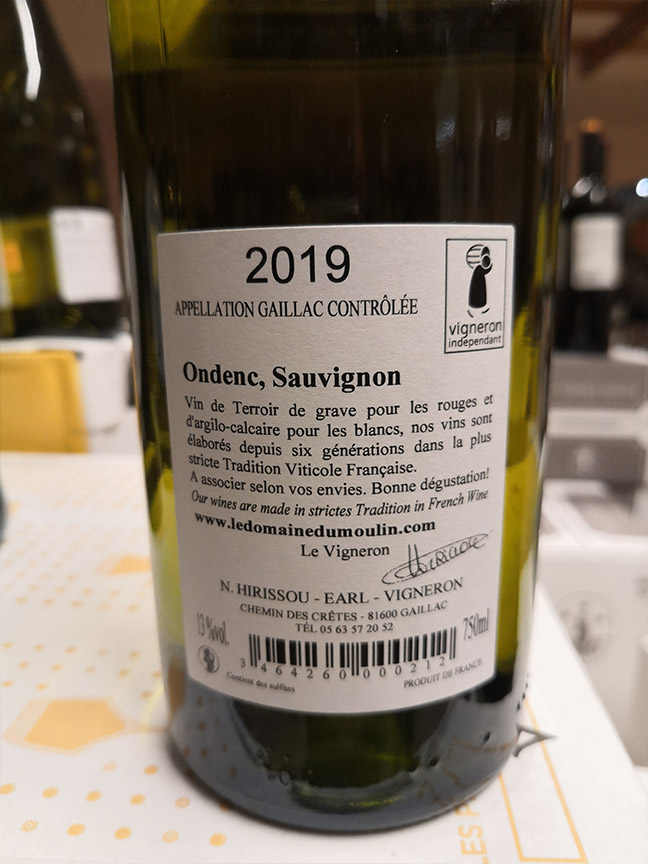 2019
APPELLATION GAILLAC CONTRÔLÉE
vigneron
independant
Ondenc, Sauvignon
Vin de Terroir de grave pour les rouges et
d'argilo-calcaire pour les blancs, nos vins sont
élaborés depuis six générations dans la plus
stricte Tradition Viticole Française.
A associer selon vos envies. Bonne dégustation!
Our wines are made in strictes Tradition in French Wine
www.ledomainedumoulin.com
Le Vigneron
N. HIRISSOU - EARL - VIGNERON
CHEMIN DES CRÊTES - 81600 GAILLAC
TÉL 05 63 57 20 52
13 %vol.
750ml
3 464260 000212
Contient des sulfites
PRODUIT DE FRANCE
LES